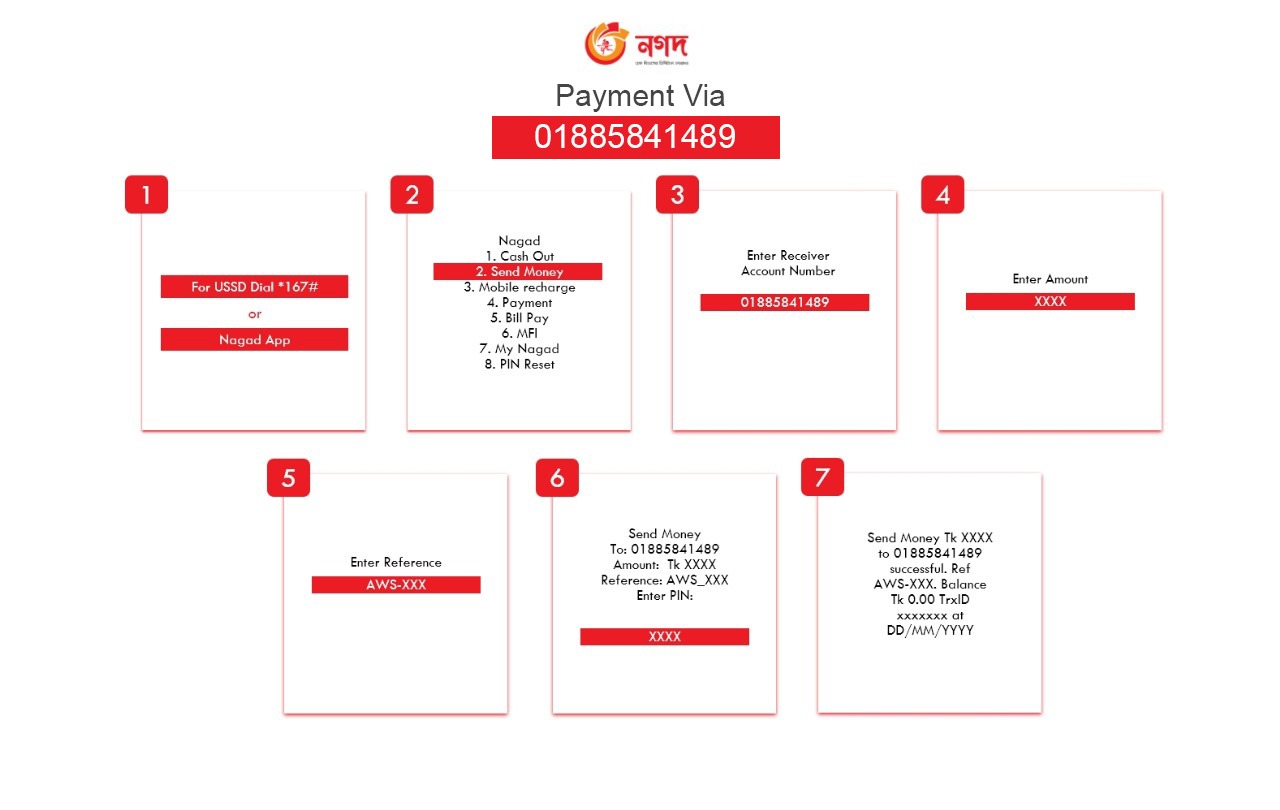 নগদ
Payment Via
01885841489
1
For USSD Dial *167#
or
Nagad App
2
Nagad
1. Cash Out
2. Send Money
3. Mobile recharge
4. Payment
5. Bill Pay
6. MFI
7. My Nagad
8. PIN Reset
3
Enter Receiver
Account Number
01885841489
4
Enter Amount
XXXX
5
Enter Reference
AWS-XXX
6
Send Money
To: 01885841489
Amount:  Tk XXXX
Reference: AWS_XXX
Enter PIN:
XXXX
7
Send Money Tk XXXX
to 01885841489
successful. Ref
AWS-XXX. Balance
Tk 0.00 TrxID
xxxxxxx at
DD/MM/YYYY